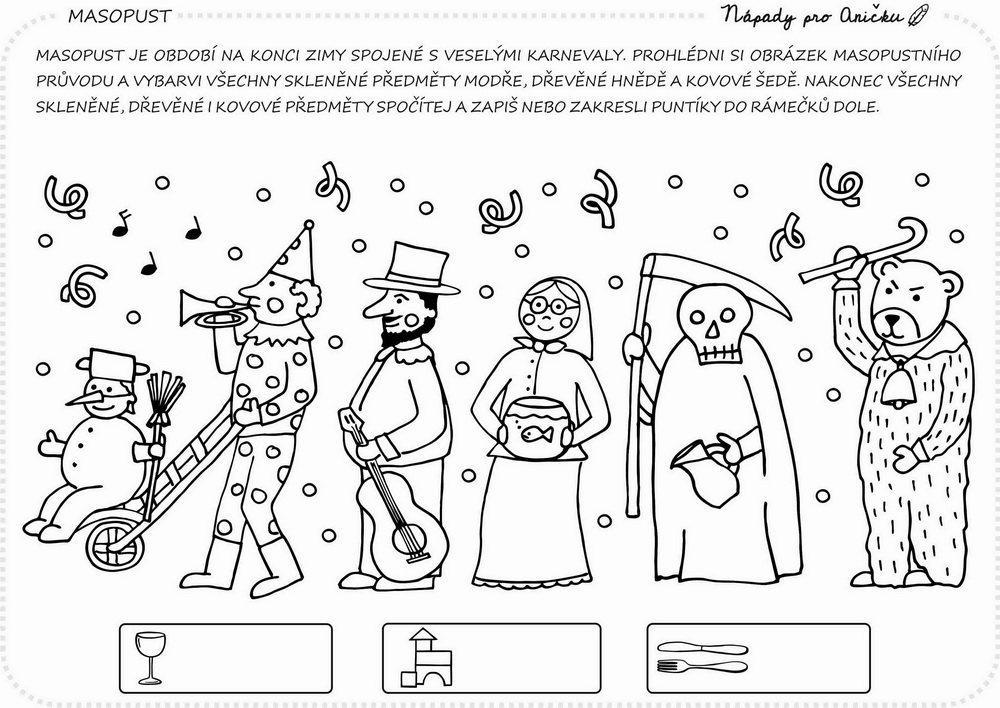 MASOPUST
Nápady pro Aničku
MASOPUST JE OBDOBÍ NA KONCI ZIMY SPOJENÉ S VESELÝMI KARNEVALY. PROHLÉDNI SI OBRÁZEK MASOPUSTNÍHO
PRŮVODU A VYBARVI VŠECHNY SKLENĚNÉ PŘEDMĚTY MODŘE, DŘEVĚNÉ HNĚDĚ A KOVOVÉ ŠEDĚ. NAKONEC VŠECHNY
SKLENĚNÉ, DŘEVĚNÉ I KOVOVÉ PŘEDMĚTY SPOČÍTEJ A ZAPIŠ NEBO ZAKRESLI PUNTÍKY DO RÁMEČKŮ DOLE.